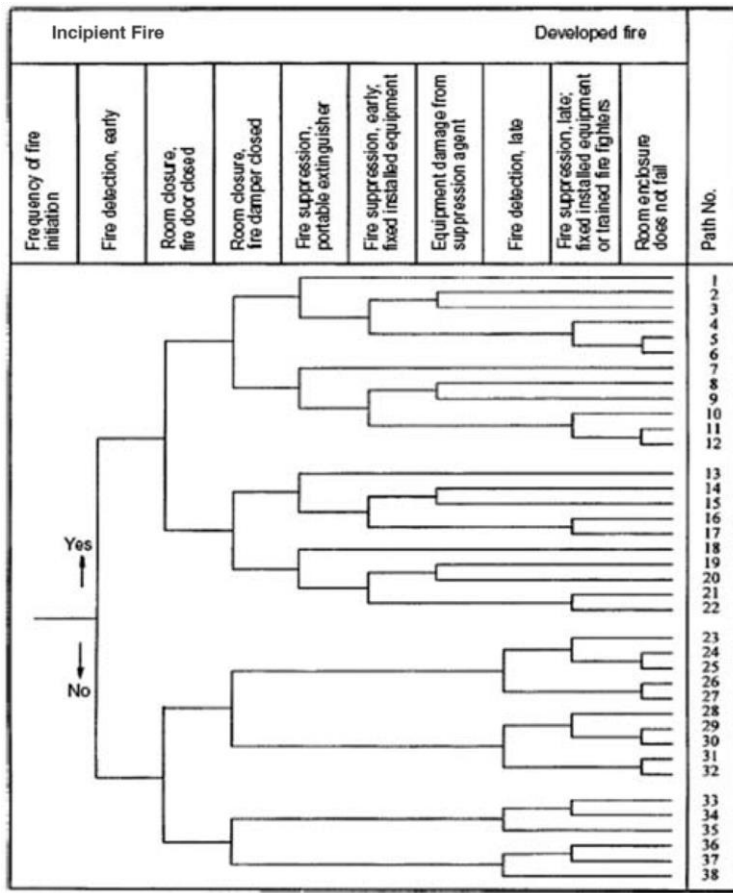 Incipient Fire
Developed fire
Frequency of fire
initiation
Fire detection, early
Room closure,
fire door closed
Room closure,
fire damper closed
Fire suppression,
portable extinguisher
Fire suppression, early;
fixed installed equipment
Equipment damage from
suppression agent
Fire detection, late
Fire suppression, late;
fixed installed equipment
or trained fire fighters
Room enclosure
does not fail
Path No.
1
2
3
4
5
6
7
8
9
10
11
12
13
14
15
16
17
18
19
20
21
22
Yes
No
23
24
25
26
27
28
29
30
31
32
33
34
35
36
37
38